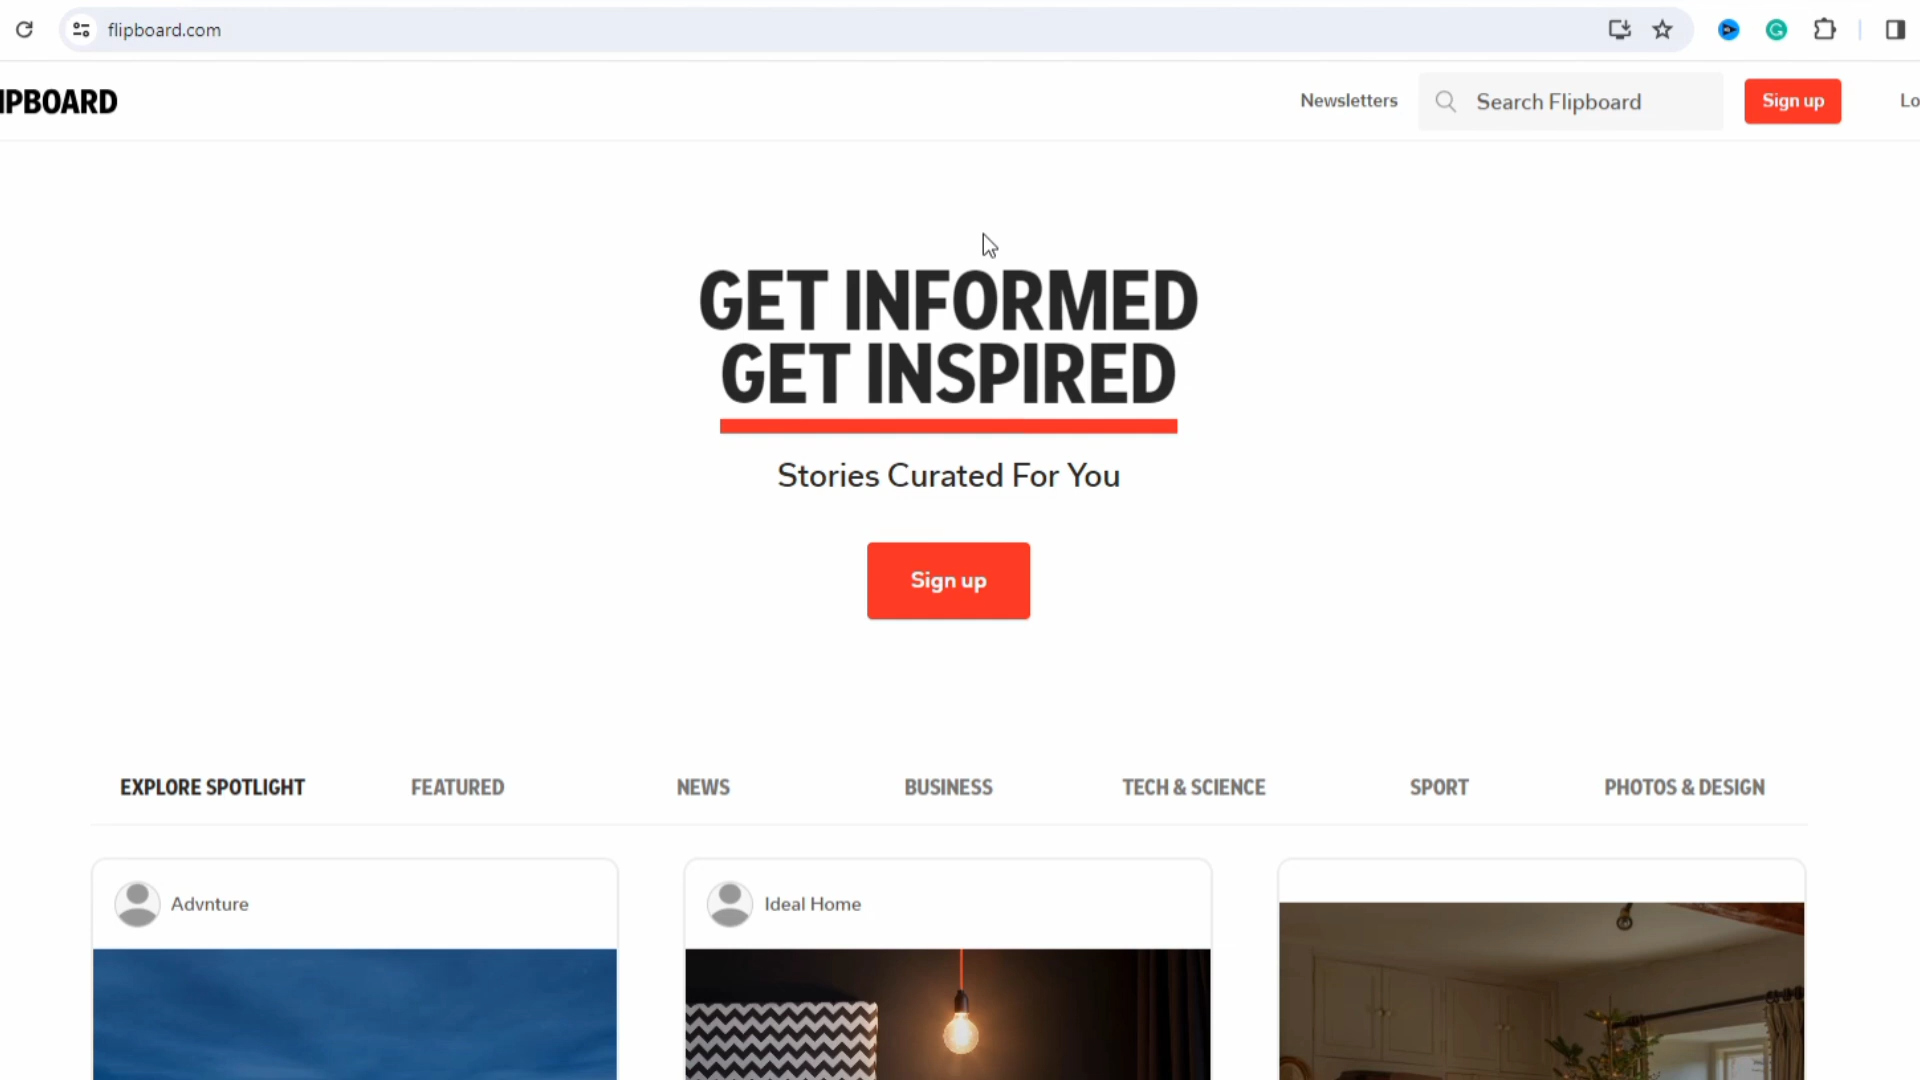 flipboard.com
IPBOARD
Newsletters
Search Flipboard
Sign up
Lo
GET INFORMED
GET INSPIRED
Stories Curated For You
Sign up
EXPLORE SPOTLIGHT
FEATURED
NEWS
BUSINESS
TECH & SCIENCE
SPORT
PHOTOS & DESIGN
Advnture
Ideal Home